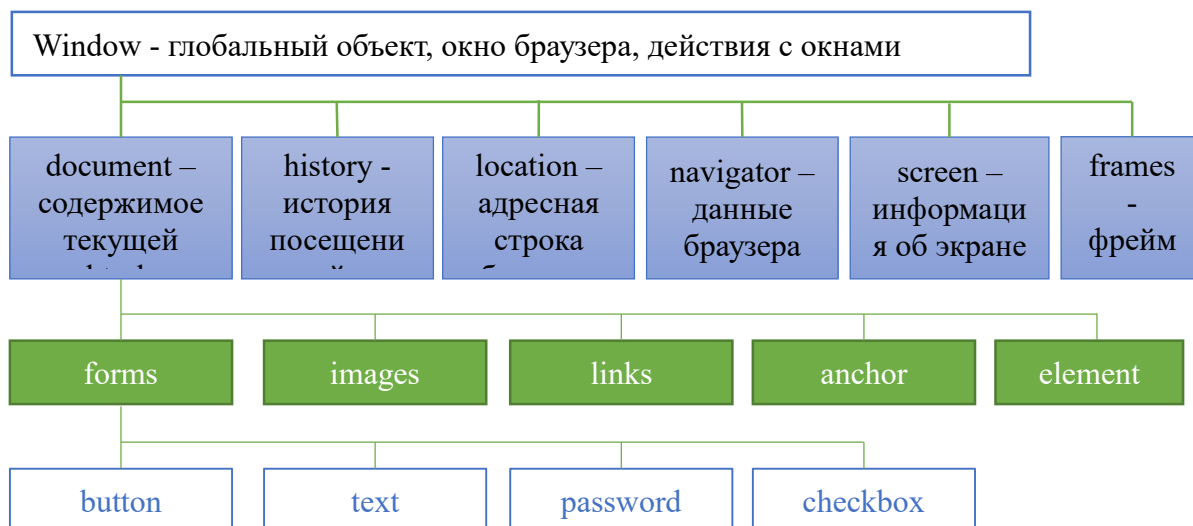 Window - глобальный объект, окно браузера, действия с окнами
document –
содержимое
текущей
history -
история
посещени
location –
адресная
строка
navigator –
данные
браузера
screen –
информаци
я об экране
frames
-
фрейм
forms
images
links
anchor
element
button
text
password
checkbox